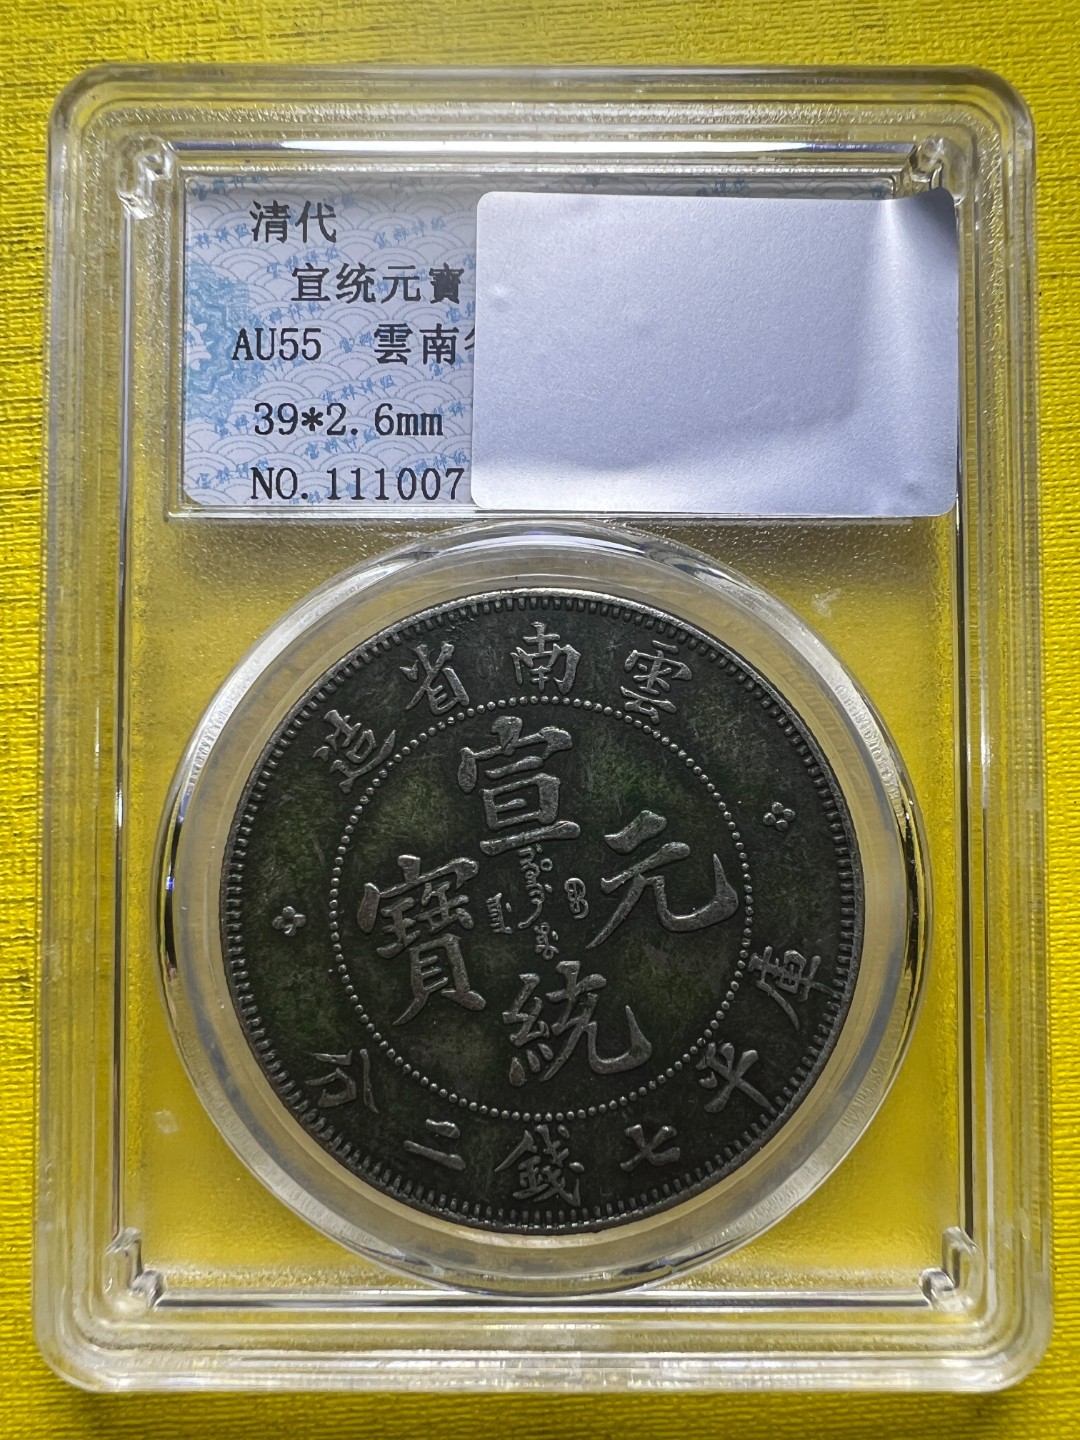 清代
宣统元寶
AU55 雲南
39*2.6mm
NO.111007
雲南省造
宣統元寶
庫平七錢二分